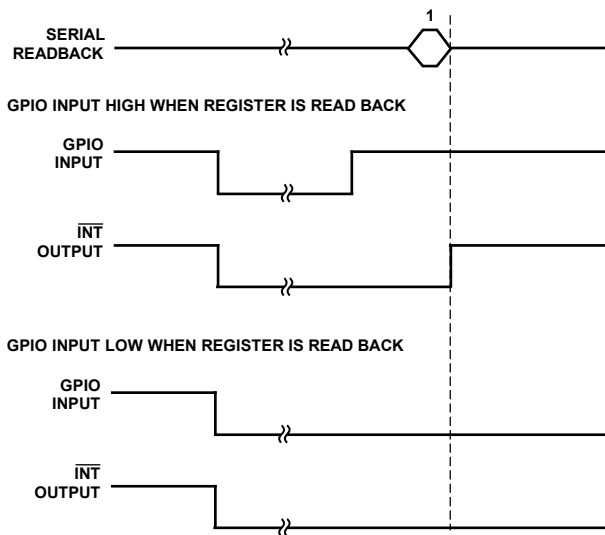 1
SERIAL
READBACK
GPIO INPUT HIGH WHEN REGISTER IS READ BACK
GPIO
INPUT
INT
OUTPUT
GPIO INPUT LOW WHEN REGISTER IS READ BACK
GPIO
INPUT
INT
OUTPUT